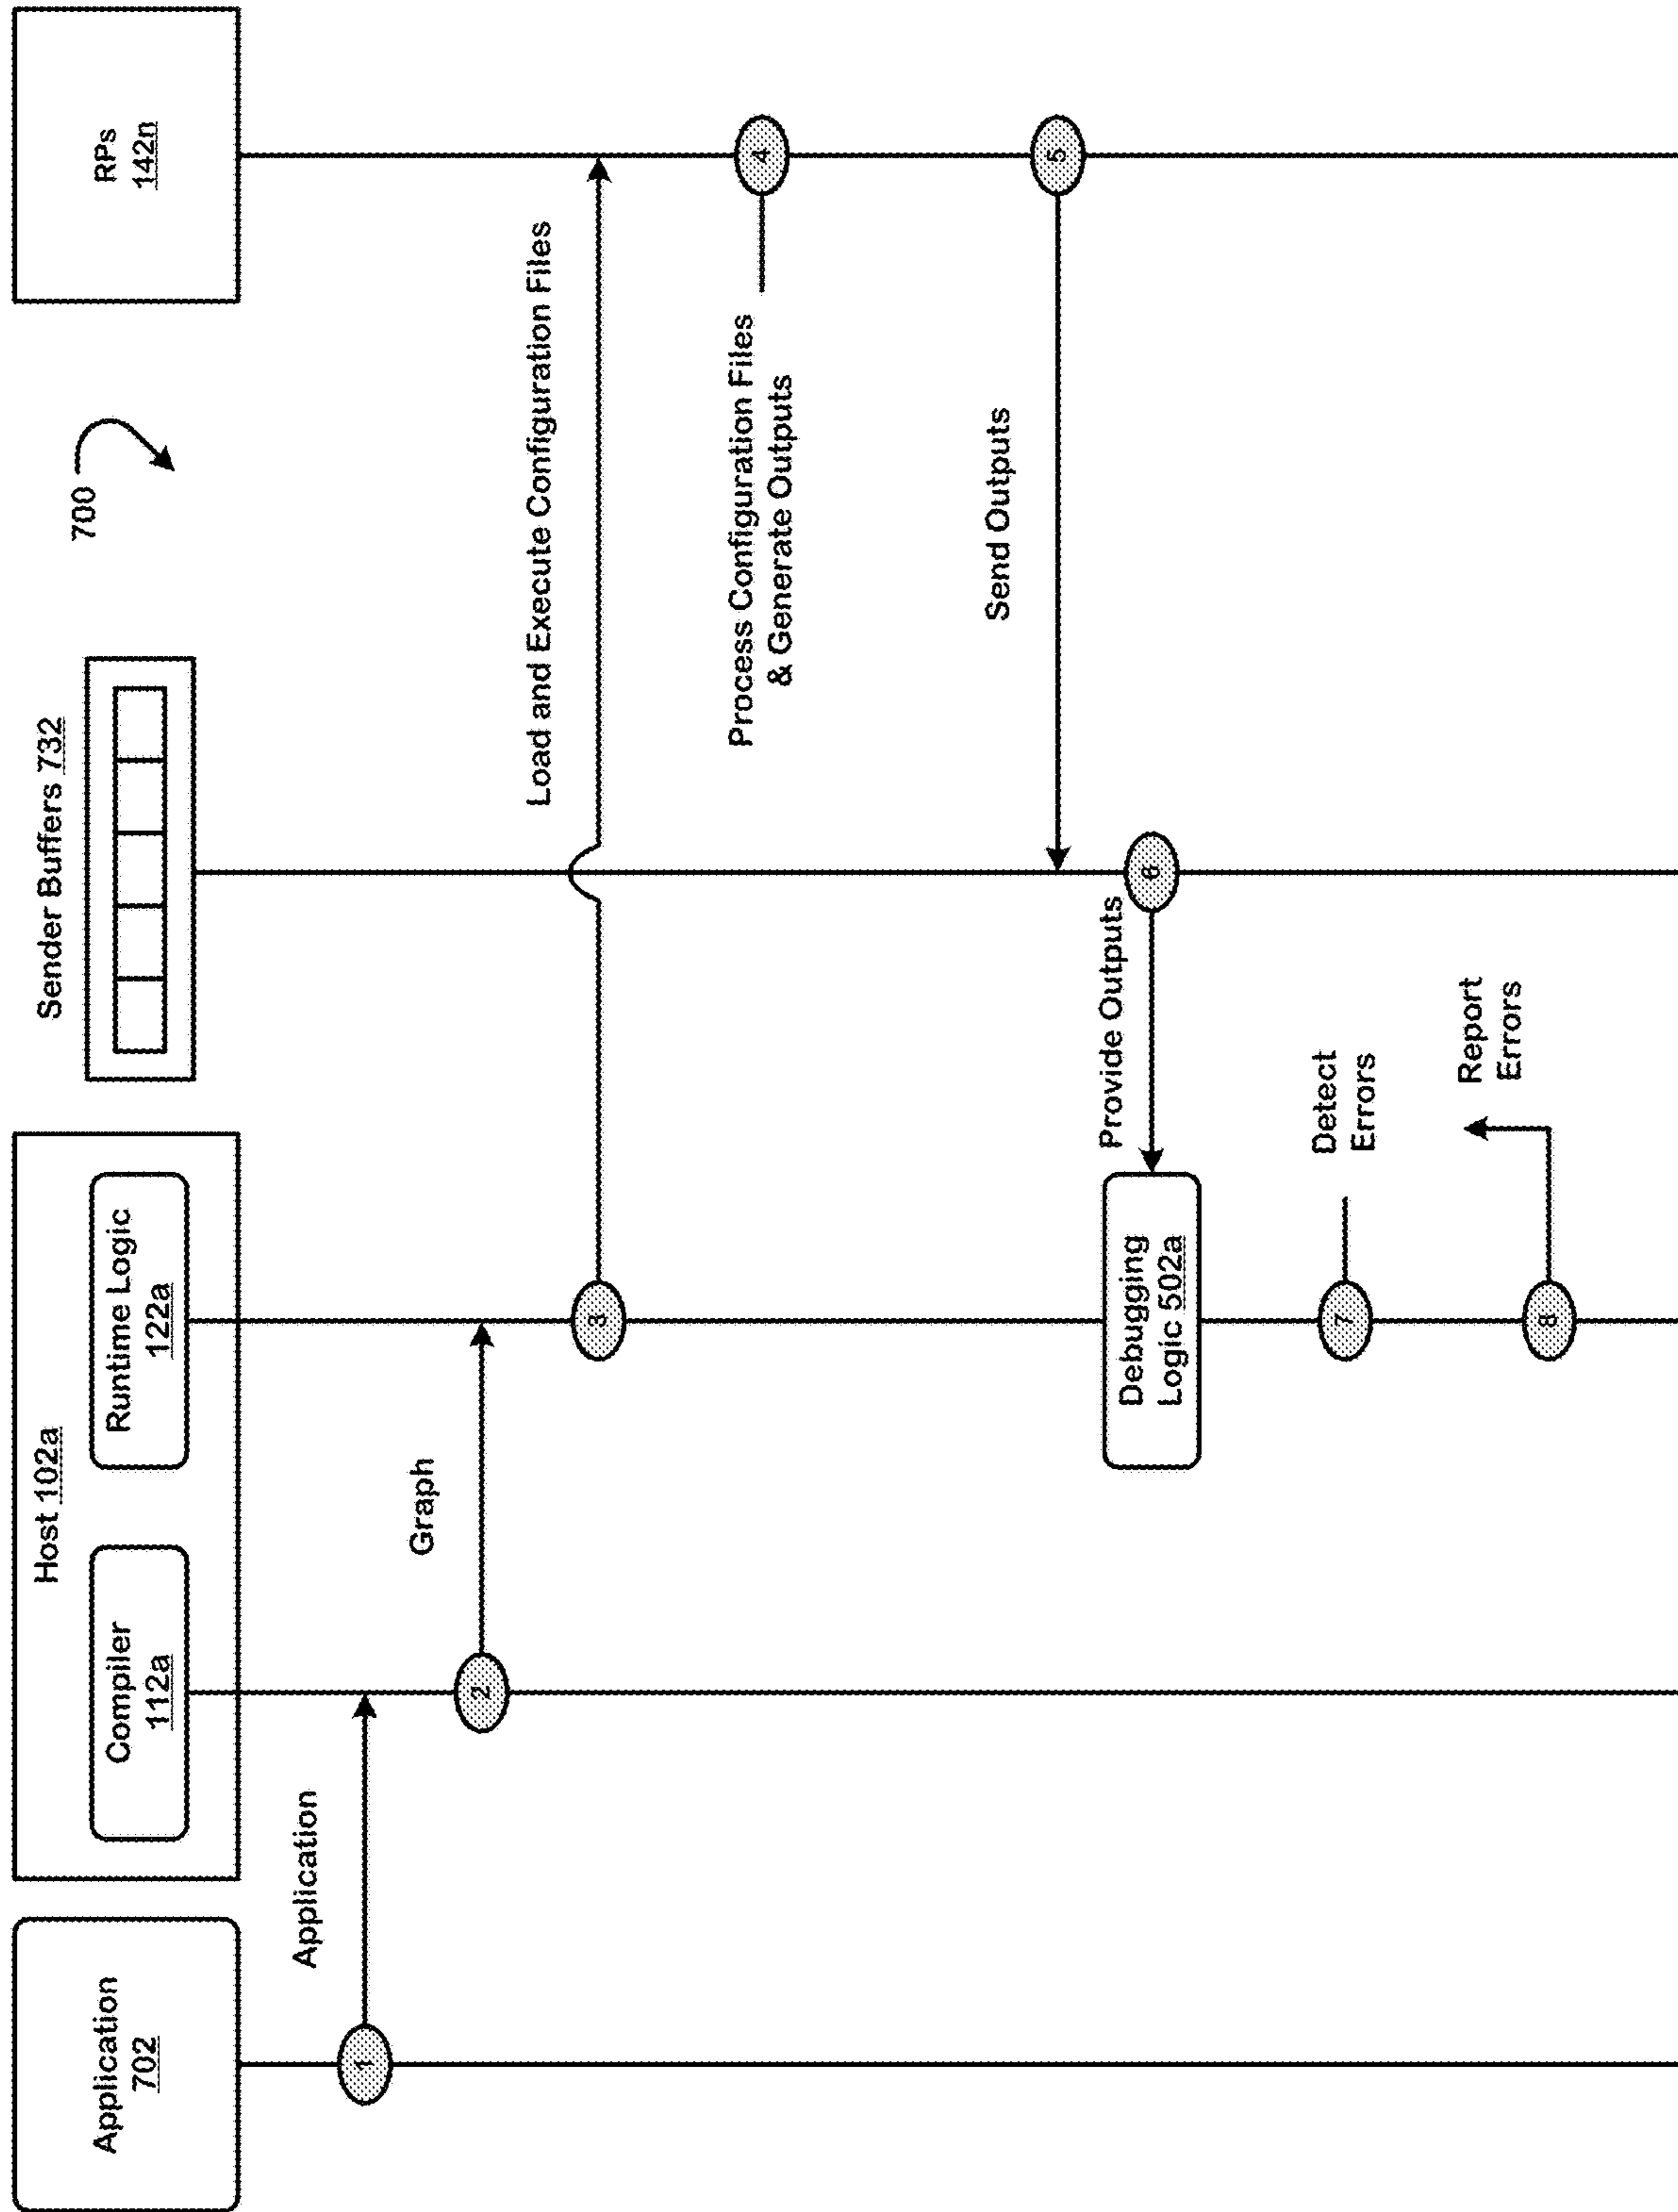 Application
702
Host 102a
Compiler
112a
Runtime Logic
122a
Sender Buffers 732
700
RPs
142n
Application
1
Graph
2
Load and Execute Configuration Files
3
Process Configuration Files
& Generate Outputs
4
Send Outputs
5
Provide Outputs
6
Debugging
Logic 502a
Detect
Errors
7
Report
Errors
8